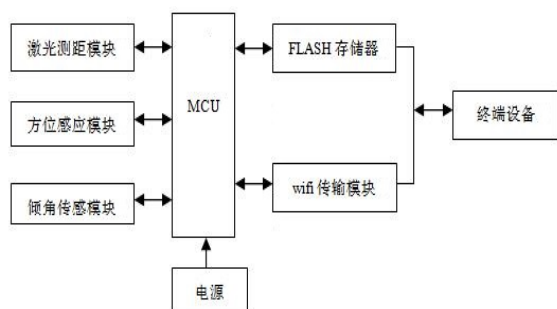 激光测距模块
方位感应模块
倾角传感模块
MCU
电源
FLASH 存储器
wifi 传输模块
终端设备